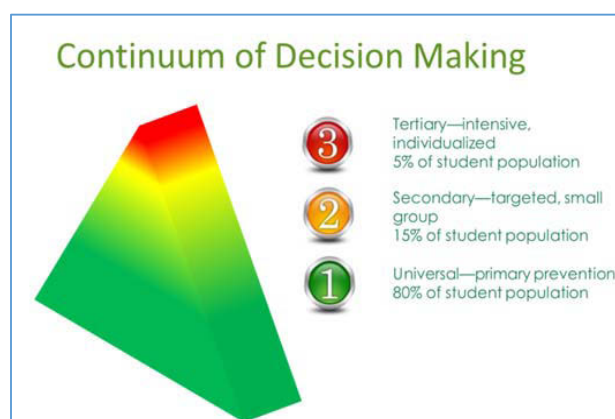 Continuum of Decision Making
3
Tertiary—intensive,
individualized
5% of student population
2
Secondary—targeted, small
group
15% of student population
1
Universal—primary prevention
80% of student population